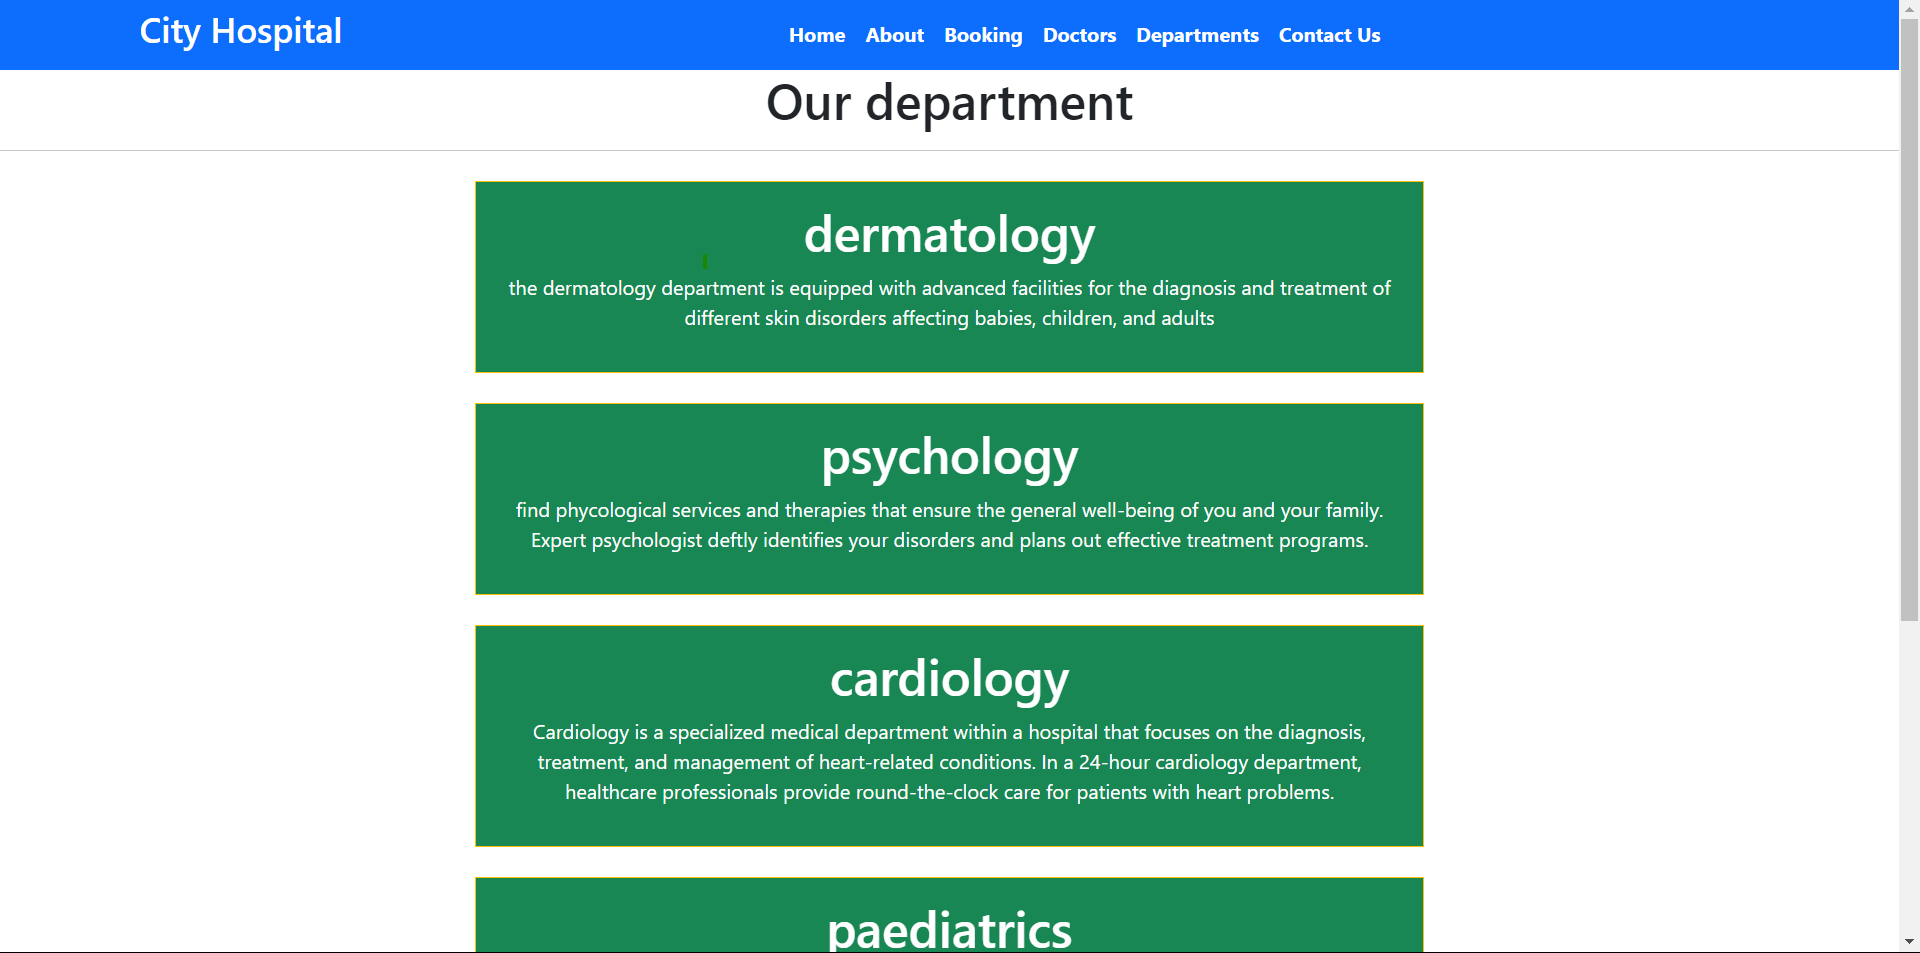 City Hospital
Home About Booking Doctors Departments Contact Us
Our department
dermatology
the dermatology department is equipped with advanced facilities for the diagnosis and treatment of
different skin disorders affecting babies, children, and adults
psychology
find phycological services and therapies that ensure the general well-being of you and your family.
Expert psychologist deftly identifies your disorders and plans out effective treatment programs.
cardiology
Cardiology is a specialized medical department within a hospital that focuses on the diagnosis,
treatment, and management of heart-related conditions. In a 24-hour cardiology department,
healthcare professionals provide round-the-clock care for patients with heart problems.
paediatrics